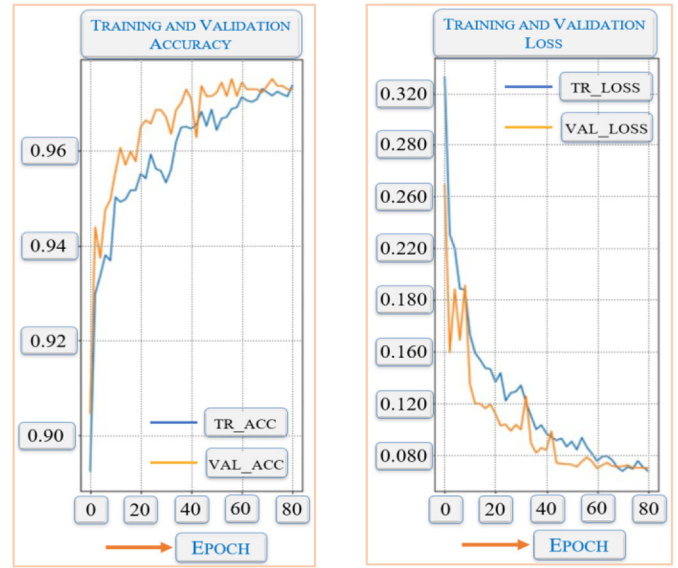 TRAINING AND VALIDATION
ACCURACY
0.96
0.94
0.92
0.90
TR_ACC
VAL_ACC
0 20 40 60 80
EPOCH
TRAINING AND VALIDATION
LOSS
0.320
0.280
0.260
0.220
0.180
0.160
0.120
0.080
TR_LOSS
VAL_LOSS
0 20 40 60 80
EPOCH